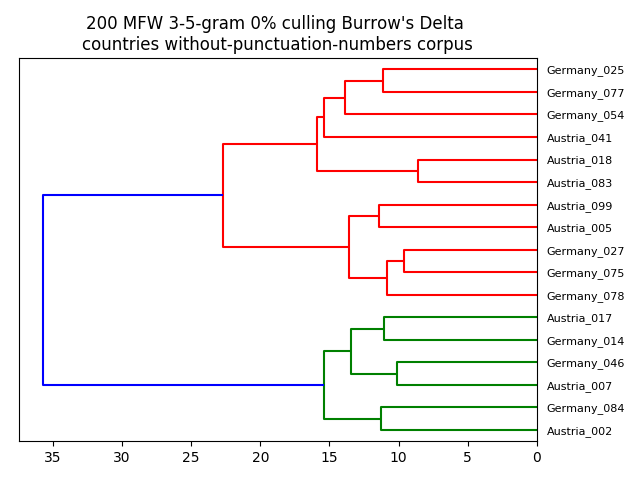 200 MFW 3-5-gram 0% culling Burrow's Delta
countries without-punctuation-numbers corpus
Germany_025
Germany_077
Germany_054
Austria_041
Austria_018
Austria_083
Austria_099
Austria_005
Germany_027
Germany_075
Germany_078
Austria_017
Germany_014
Germany_046
Austria_007
Germany_084
Austria_002
35 30 25 20 15 10 5 0